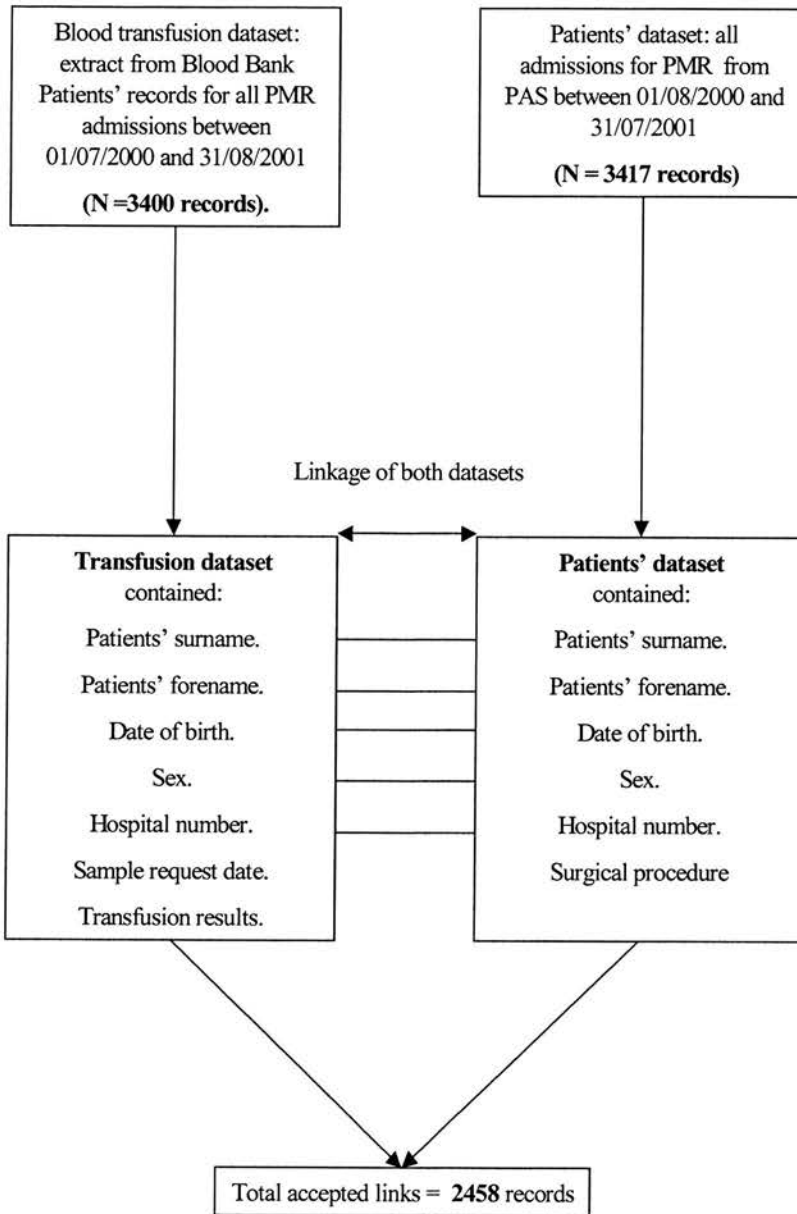 Blood transfusion dataset:
extract from Blood Bank
Patients' records for all PMR
admissions between
01/07/2000 and 31/08/2001
(N =3400 records).
Patients' dataset: all
admissions for PMR from
PAS between 01/08/2000 and
31/07/2001
(N = 3417 records)
Linkage of both datasets
Transfusion dataset
contained:
Patients' surname.
Patients' forename.
Date of birth.
Sex.
Hospital number.
Sample request date.
Transfusion results.
Patients' dataset
contained:
Patients' surname.
Patients' forename.
Date of birth.
Sex.
Hospital number.
Surgical procedure
Total accepted links = 2458 records